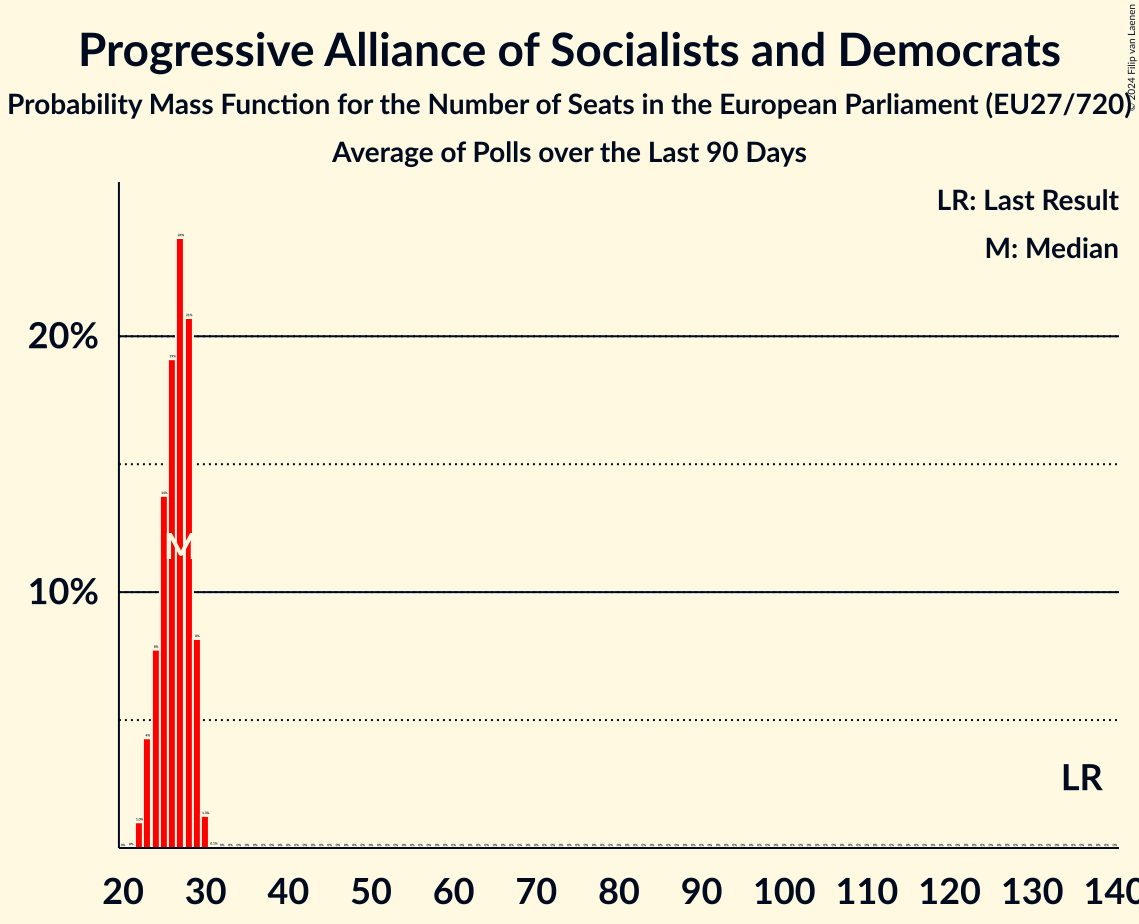 Progressive Alliance of Socialists and Democrats
Probability Mass Function for the Number of Seats in the European Parliament (EU27/720)
Average of Polls over the Last 90 Days
© 2024 Filip van Laenen
LR: Last Result
M: Median
20%
10%
M
LR
20 30 40 50 60 70 80 90 100 110 120 130 140